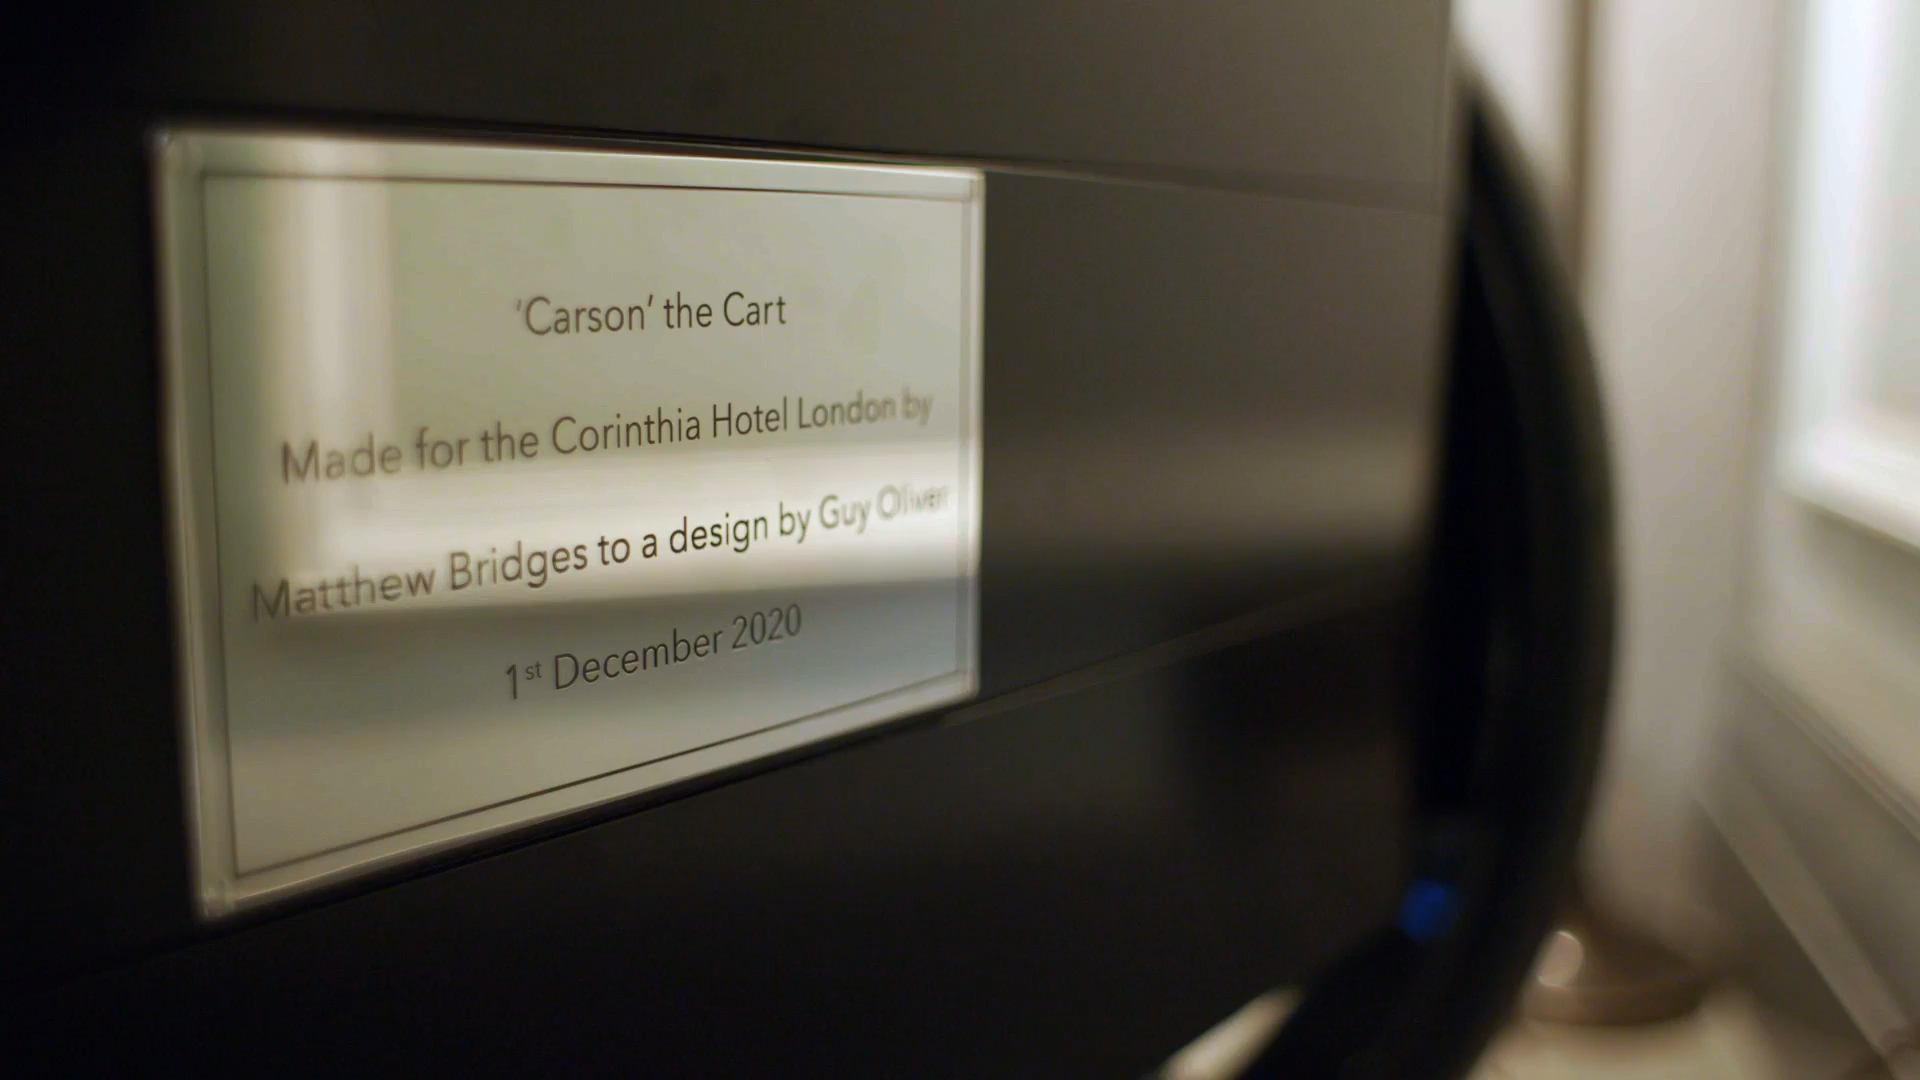 ‘Carson’ the Cart
Made for the Corinthia Hotel London by
Matthew Bridges to a design by Guy Oliver
1st December 2020